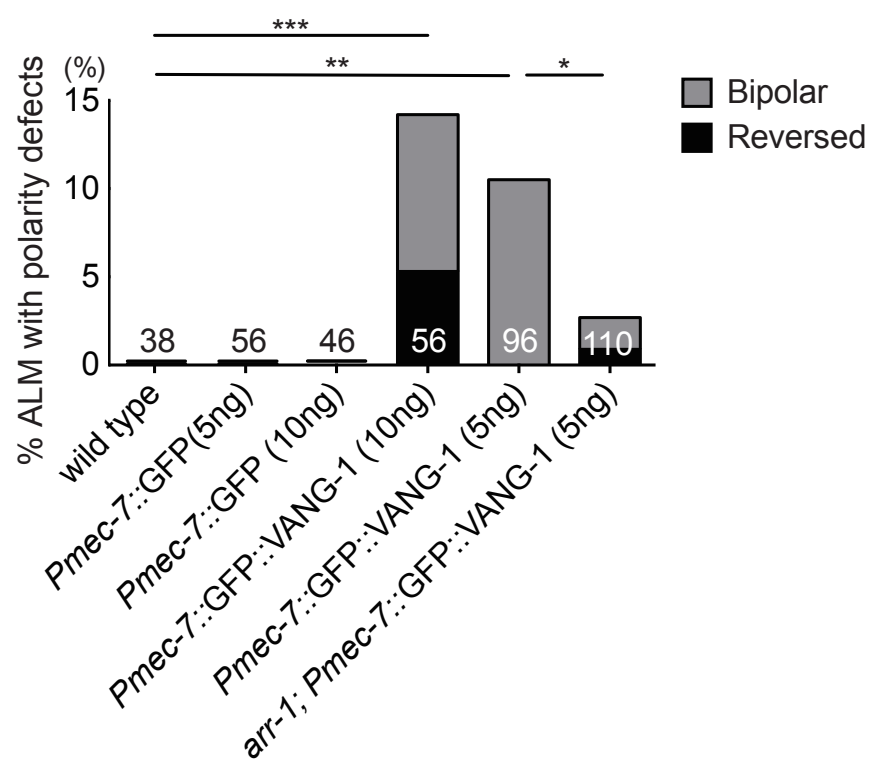 ***
**
*
(%)
% ALM with polarity defects
15
10
5
0
Bipolar
Reversed
38
56
46
56
96
110
wild type
Pmec-7::GFP(5ng)
Pmec-7::GFP (10ng)
Pmec-7::GFP::VANG-1 (10ng)
Pmec-7::GFP::VANG-1 (5ng)
arr-1; Pmec-7::GFP::VANG-1 (5ng)